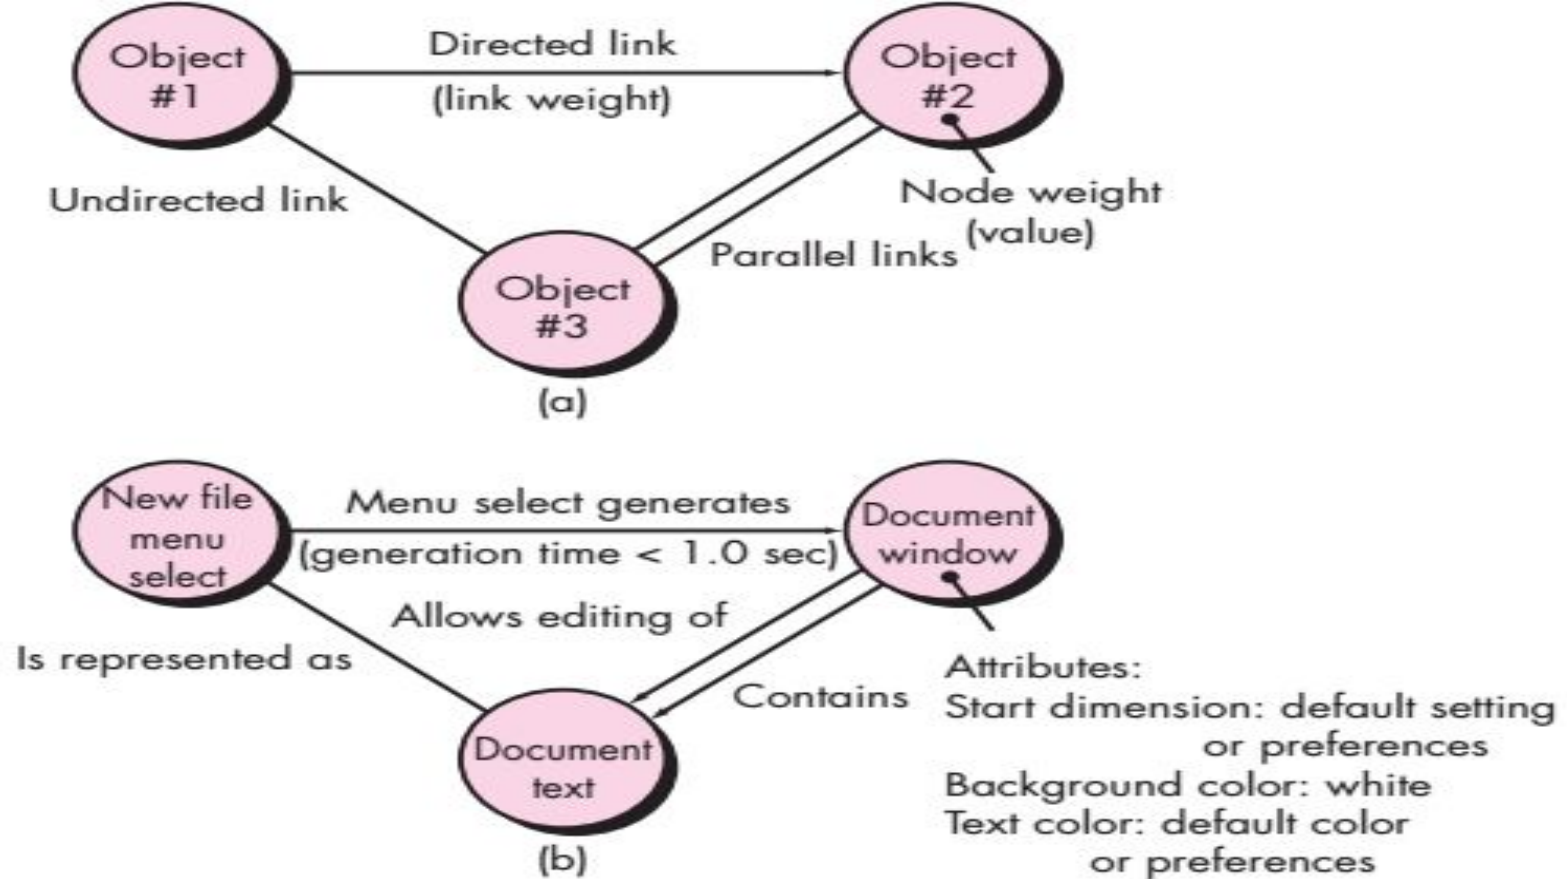 Object
#1
Directed link
(link weight)
Object
#2
Undirected link
Node weight
(value)
Parallel links
Object
#3
(a)
New file
menu
select
Menu select generates
(generation time < 1.0 sec)
Document
window
Allows editing of
Is represented as
Contains
Attributes:
Start dimension: default setting
or preferences
Background color: white
Text color: default color
or preferences
Document
text
(b)